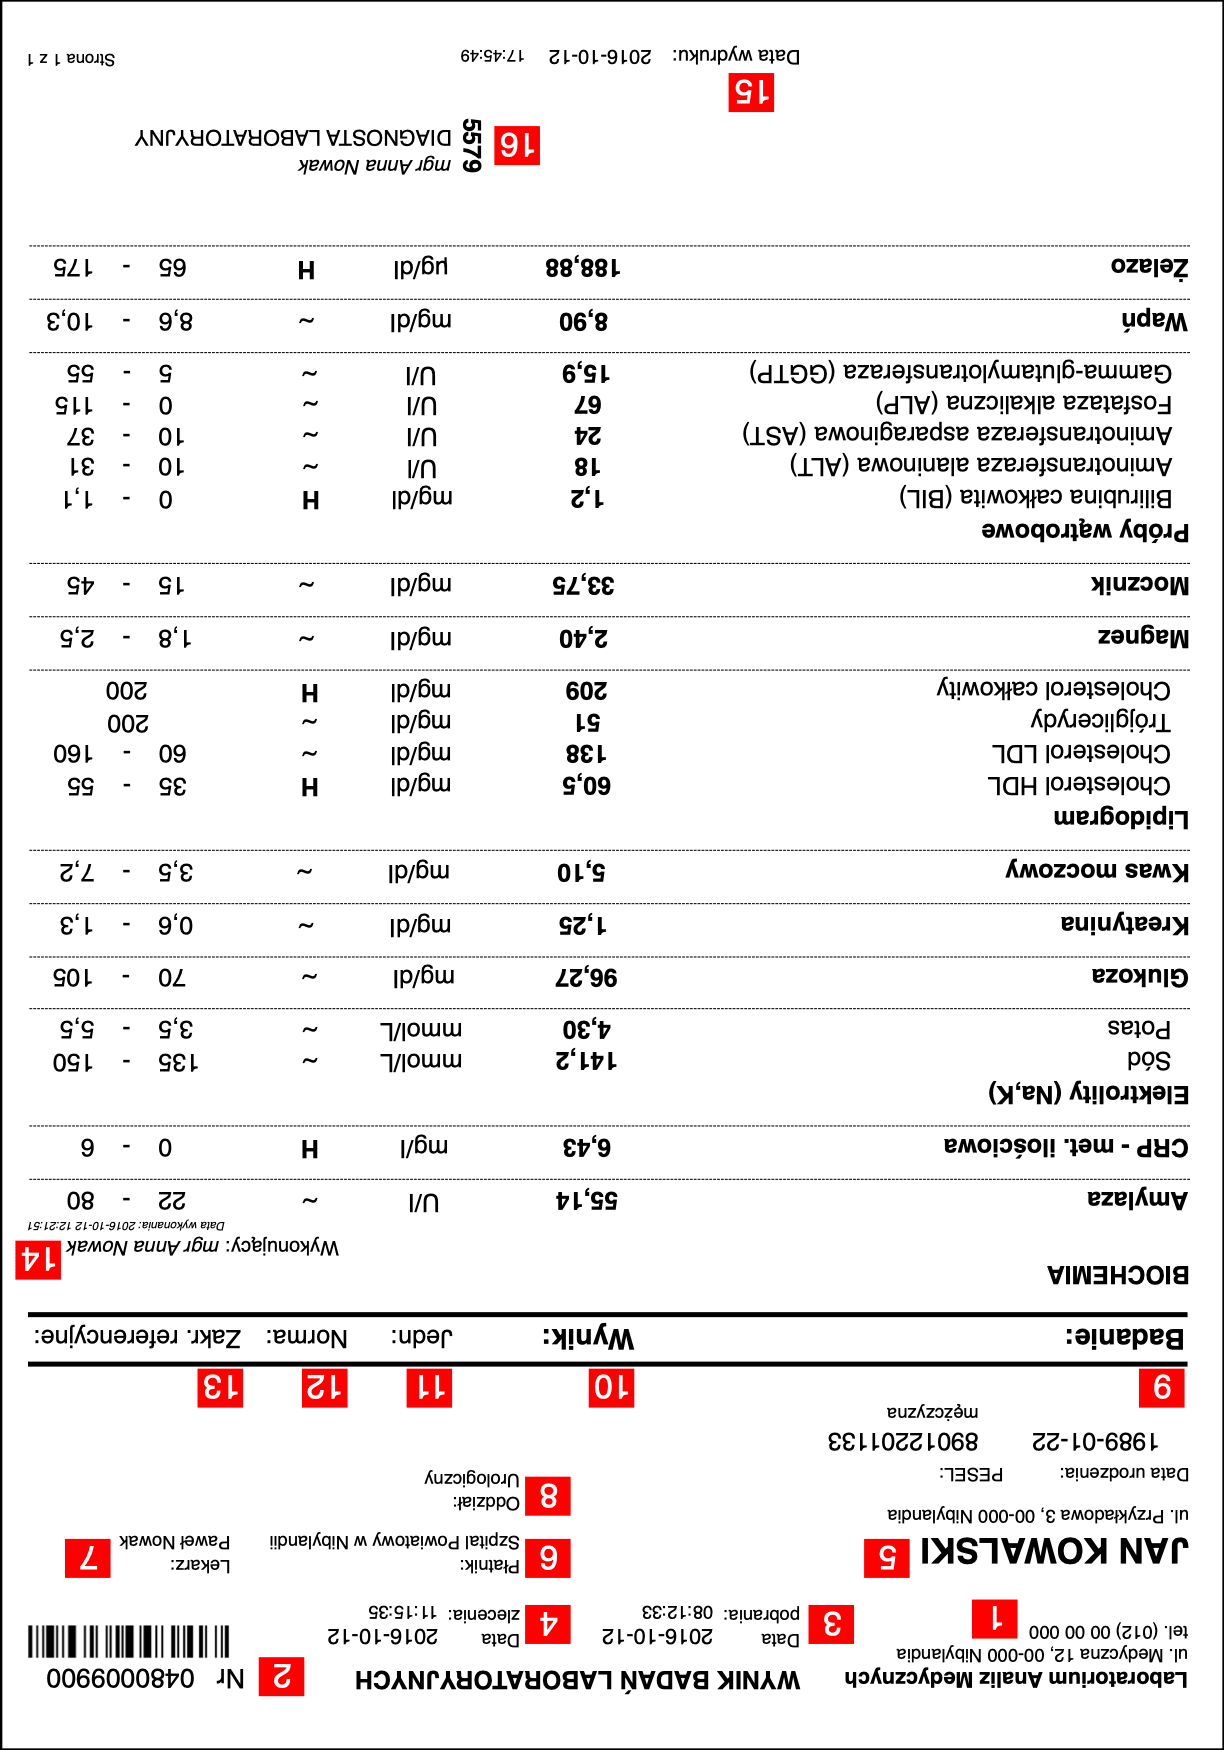 Laboratorium Analiz Medycznych
ul. Medyczna 12, 00-000 Nibylandia
tel. (012) 00 00 000
1
WYNIK BADAŃ LABORATORYJNYCH
2
Nr 0480009900
Data pobrania: 2016-10-12 08:12:33
3
4
Data zlecenia: 2016-10-12 11:15:35
JAN KOWALSKI
5
ul. Przykładowa 3, 00-000 Nibylandia
Data urodzenia: PESEL:
1989-01-22 89012201133
mężczyzna
6
Płatnik:
Szpital Powiatowy w Nibylandii
7
Lekarz:
Paweł Nowak
8
Oddział:
Urologiczny
9 10 11 12 13
Badanie: Wynik: Jedn: Norma: Zakr. referencyjne:
BIOCHEMIA
Wykonujący: mgr Anna Nowak
14
Data wykonania: 2016-10-12 12:21:51
Amylaza 55,14 U/l ~ 22 - 80
CRP - met. ilościowa 6,43 mg/l H 0 - 6
Elektrolity (Na,K)
Sód 141,2 mmol/L ~ 135 - 150
Potas 4,30 mmol/L ~ 3,5 - 5,5
Glukoza 96,27 mg/dl ~ 70 - 105
Kreatynina 1,25 mg/dl ~ 0,6 - 1,3
Kwas moczowy 5,10 mg/dl ~ 3,5 - 7,2
Lipidogram
Cholesterol HDL 60,5 mg/dl H 35 - 55
Cholesterol LDL 138 mg/dl ~ 60 - 160
Trójglicerydy 51 mg/dl ~ 200
Cholesterol całkowity 209 mg/dl H 200
Magnez 2,40 mg/dl ~ 1,8 - 2,5
Mocznik 33,75 mg/dl ~ 15 - 45
Próby wątrobowe
Bilirubina całkowita (BIL) 1,2 mg/dl H 0 - 1,1
Aminotransferaza alaninowa (ALT) 18 U/l ~ 10 - 31
Aminotransferaza asparaginowa (AST) 24 U/l ~ 10 - 37
Fosfataza alkaliczna (ALP) 67 U/l ~ 0 - 115
Gamma-glutamylotransferaza (GGTP) 15,9 U/l ~ 5 - 55
Wapń 8,90 mg/dl ~ 8,6 - 10,3
Żelazo 188,88 µg/dl H 65 - 175
16
5579
mgr Anna Nowak
DIAGNOSTA LABORATORYJNY
15
Data wydruku: 2016-10-12 17:45:49
Strona 1 z 1